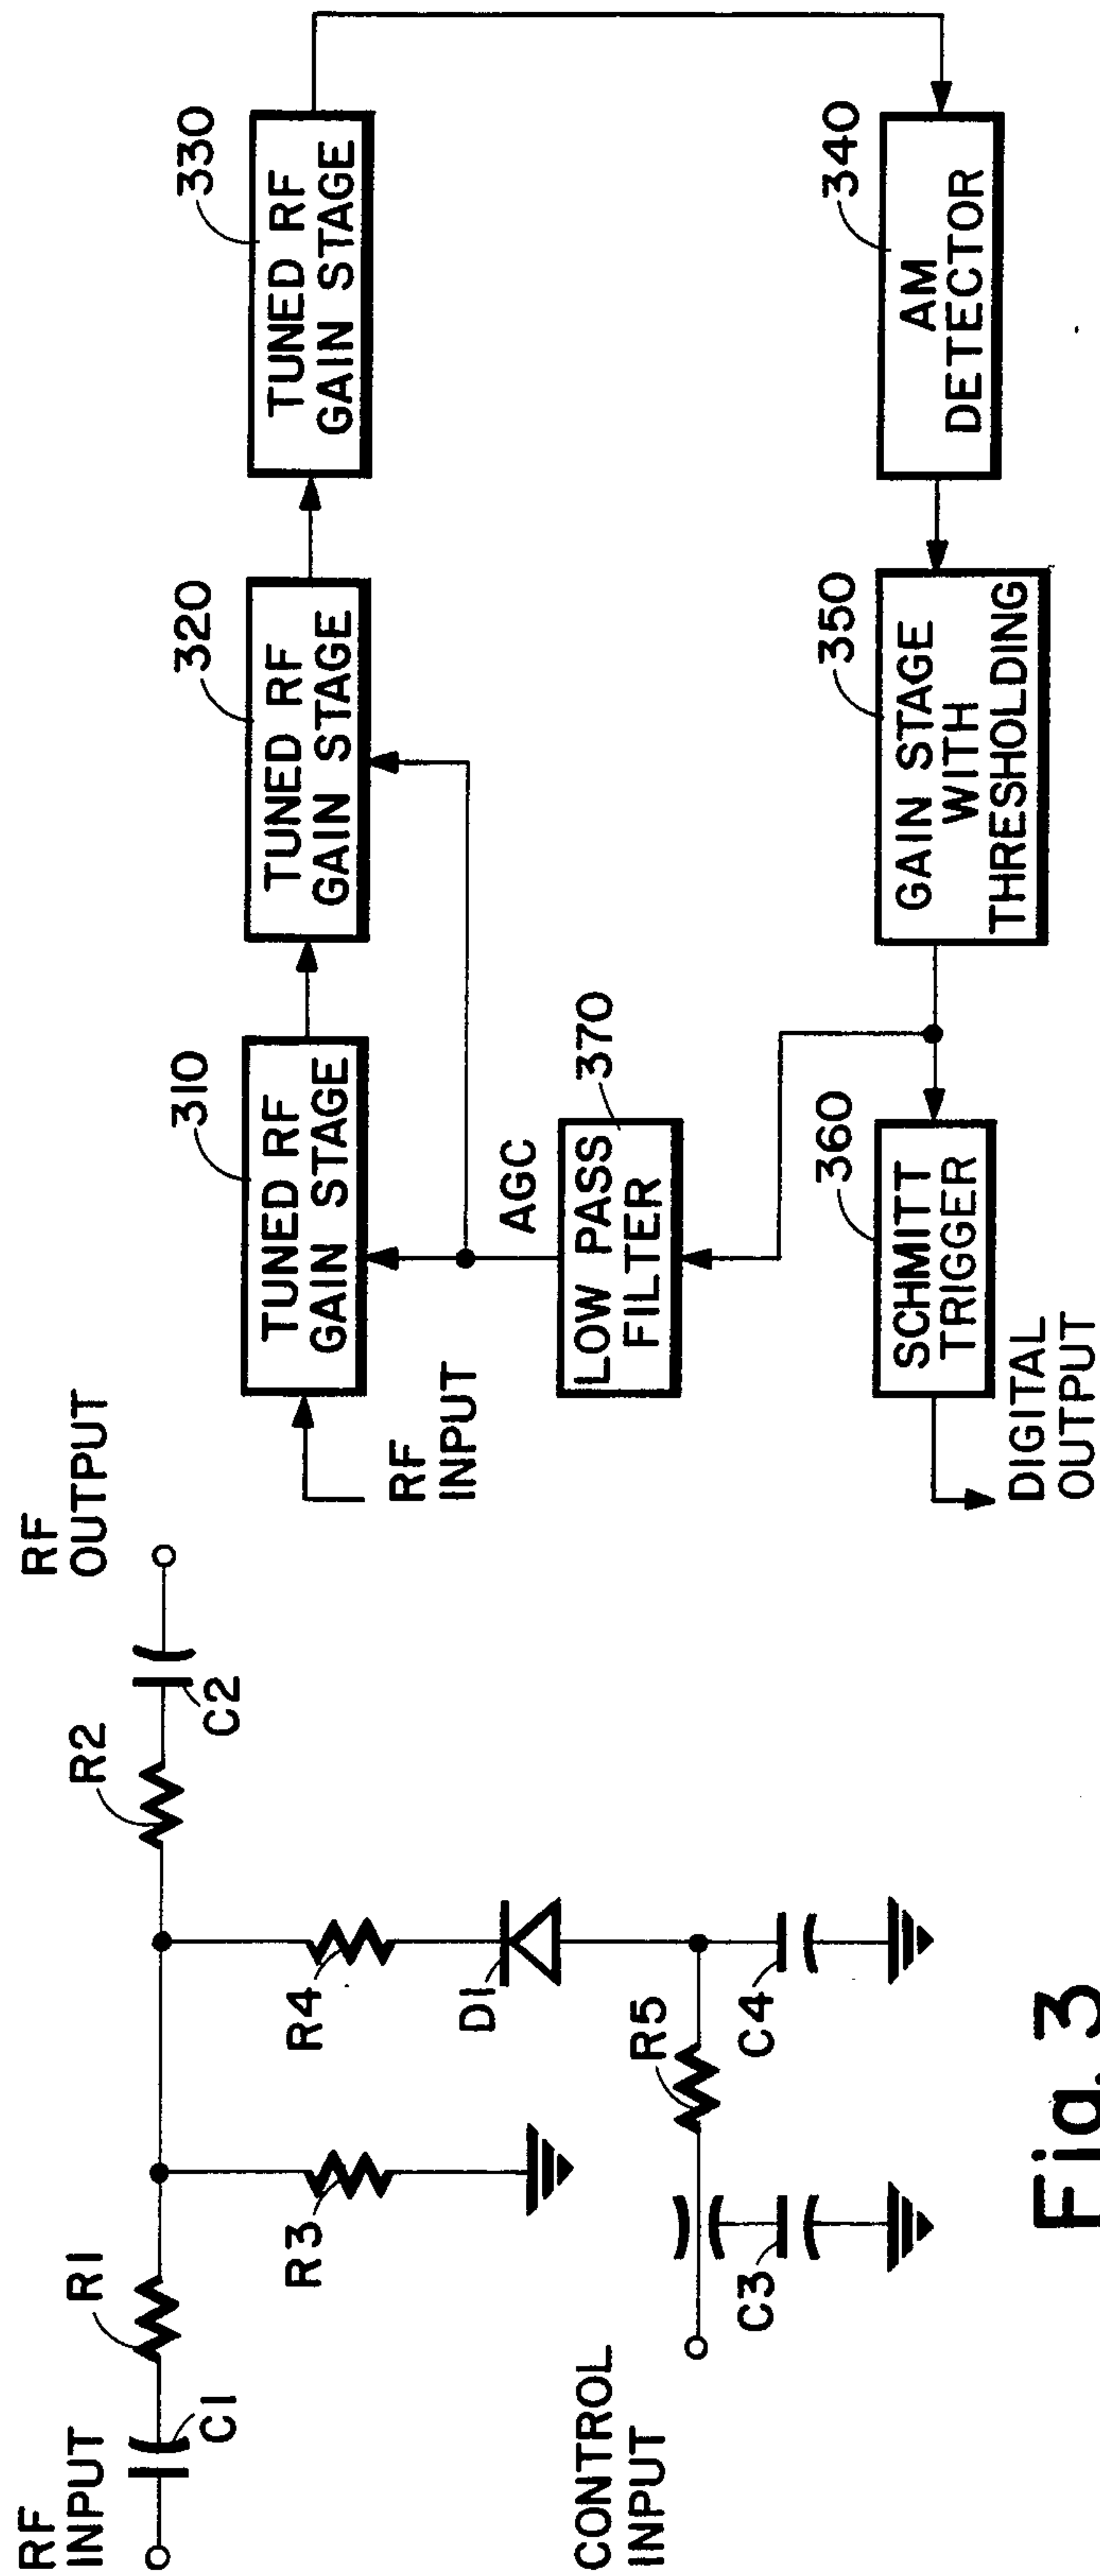 RF
INPUT
C1
R1
R3
R4
D1
R2
C2
RF
OUTPUT
CONTROL
INPUT
C3
R5
C4
Fig. 3
RF
INPUT
310
TUNED RF
GAIN STAGE
320
TUNED RF
GAIN STAGE
330
TUNED RF
GAIN STAGE
AGC
370
LOW PASS
FILTER
340
AM
DETECTOR
350
GAIN STAGE
WITH
THRESHOLDING
360
SCHMITT
TRIGGER
DIGITAL
OUTPUT